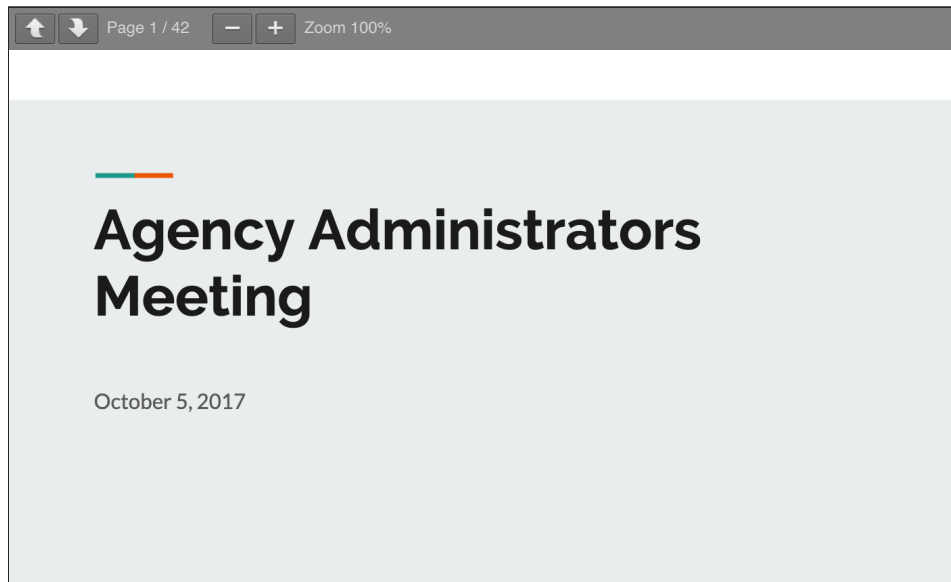 Page 1 / 42 − + Zoom 100%
Agency Administrators
Meeting
October 5, 2017